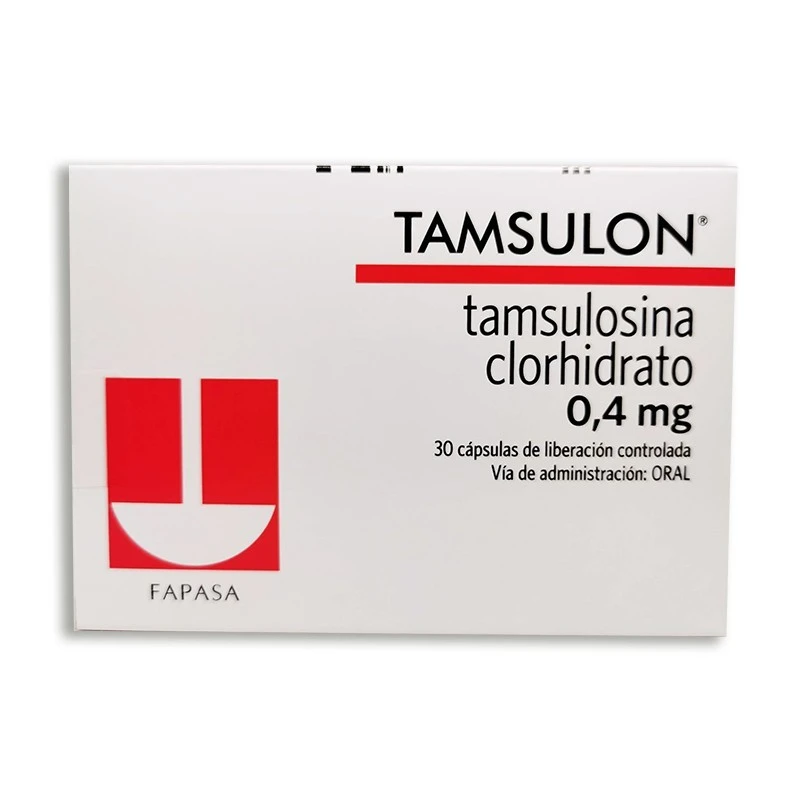 TAMSULON®
tamsulosina
clorhidrato
0,4 mg
30 cápsulas de liberación controlada
Vía de administración: ORAL
FAPASA